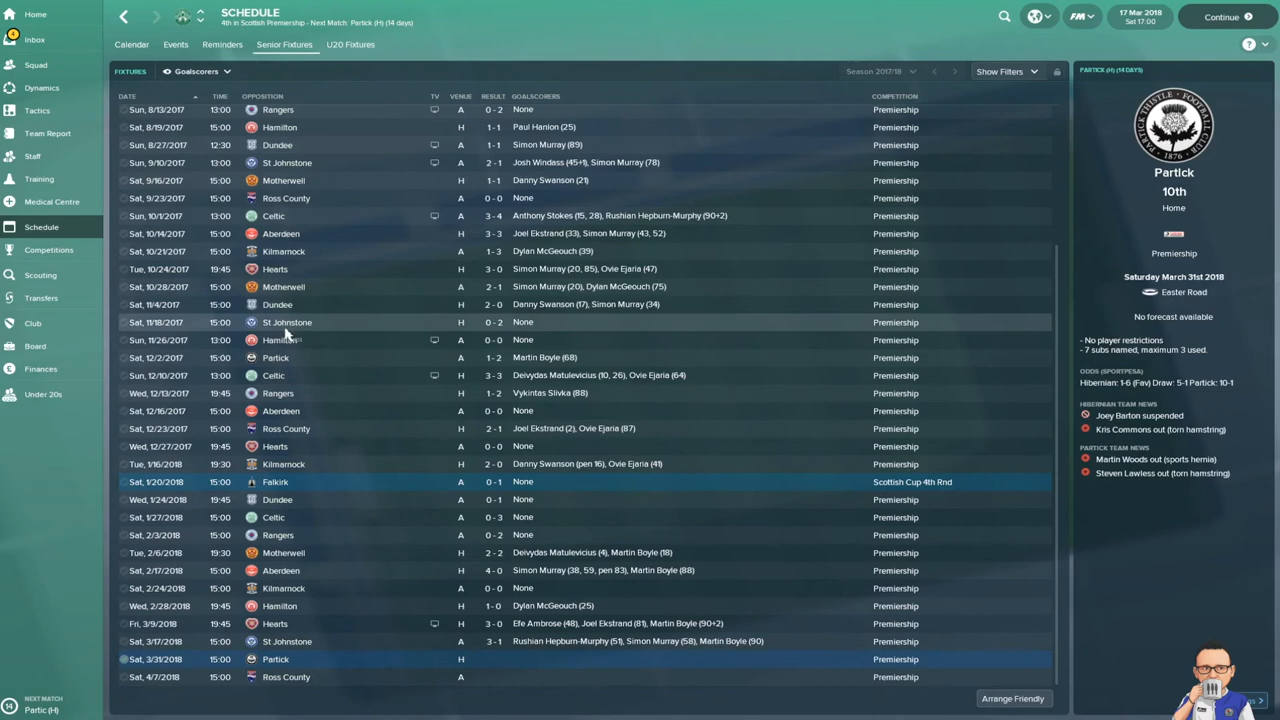 SCHEDULE
4th in Scottish Premiership - Next Match: Partick (H) (14 days)
FM
17 Mar 2018
Sat 17:00
Continue
Home
4
Inbox
Squad
Dynamics
Tactics
Team Report
Staff
Training
Medical Centre
Schedule
Competitions
Scouting
Transfers
Club
Board
Finances
Under 20s
14
NEXT MATCH
Partic (H)
Calendar Events Reminders Senior Fixtures U20 Fixtures
?
FIXTURES Goalscorers Season 2017/18 Show Filters
DATE TIME OPPOSITION TV VENUE RESULT GOALSCORERS COMPETITION
Sun, 8/13/2017 13:00 Rangers A 0 - 2 None Premiership
Sat, 8/19/2017 15:00 Hamilton H 1 - 1 Paul Hanlon (25) Premiership
Sun, 8/27/2017 12:30 Dundee A 1 - 1 Simon Murray (89) Premiership
Sun, 9/10/2017 13:00 St Johnstone A 2 - 1 Josh Windass (45+1), Simon Murray (78) Premiership
Sat, 9/16/2017 15:00 Motherwell H 1 - 1 Danny Swanson (21) Premiership
Sat, 9/23/2017 15:00 Ross County A 0 - 0 None Premiership
Sun, 10/1/2017 13:00 Celtic A 3 - 4 Anthony Stokes (15, 28), Rushian Hepburn-Murphy (90+2) Premiership
Sat, 10/14/2017 15:00 Aberdeen H 3 - 3 Joel Ekstrand (33), Simon Murray (43, 52) Premiership
Sat, 10/21/2017 15:00 Kilmarnock A 1 - 3 Dylan McGeouch (39) Premiership
Tue, 10/24/2017 19:45 Hearts H 3 - 0 Simon Murray (20, 85), Ovie Ejaria (47) Premiership
Sat, 10/28/2017 15:00 Motherwell A 2 - 1 Simon Murray (20), Dylan McGeouch (75) Premiership
Sat, 11/4/2017 15:00 Dundee H 2 - 0 Danny Swanson (17), Simon Murray (34) Premiership
Sat, 11/18/2017 15:00 St Johnstone H 0 - 2 None Premiership
Sun, 11/26/2017 13:00 Hamilton A 0 - 0 None Premiership
Sat, 12/2/2017 15:00 Partick A 1 - 2 Martin Boyle (68) Premiership
Sun, 12/10/2017 13:00 Celtic H 3 - 3 Deivydas Matulevicius (10, 26), Ovie Ejaria (64) Premiership
Wed, 12/13/2017 19:45 Rangers H 1 - 2 Vykintas Slivka (88) Premiership
Sat, 12/16/2017 15:00 Aberdeen A 0 - 0 None Premiership
Sat, 12/23/2017 15:00 Ross County H 2 - 1 Joel Ekstrand (2), Ovie Ejaria (87) Premiership
Wed, 12/27/2017 19:45 Hearts A 0 - 0 None Premiership
Tue, 1/16/2018 19:30 Kilmarnock H 2 - 0 Danny Swanson (pen 16), Ovie Ejaria (41) Premiership
Sat, 1/20/2018 15:00 Falkirk A 0 - 1 None Scottish Cup 4th Rnd
Wed, 1/24/2018 19:45 Dundee A 0 - 1 None Premiership
Sat, 1/27/2018 15:00 Celtic A 0 - 3 None Premiership
Sat, 2/3/2018 15:00 Rangers A 0 - 2 None Premiership
Tue, 2/6/2018 19:30 Motherwell H 2 - 2 Deivydas Matulevicius (4), Martin Boyle (18) Premiership
Sat, 2/17/2018 15:00 Aberdeen H 4 - 0 Simon Murray (38, 59, pen 83), Martin Boyle (88) Premiership
Sat, 2/24/2018 15:00 Kilmarnock A 0 - 0 None Premiership
Wed, 2/28/2018 19:45 Hamilton H 1 - 0 Dylan McGeouch (25) Premiership
Fri, 3/9/2018 19:45 Hearts H 3 - 0 Efe Ambrose (48), Joel Ekstrand (81), Martin Boyle (90+2) Premiership
Sat, 3/17/2018 15:00 St Johnstone A 3 - 1 Rushian Hepburn-Murphy (51), Simon Murray (58), Martin Boyle (90) Premiership
Sat, 3/31/2018 15:00 Partick H Premiership
Sat, 4/7/2018 15:00 Ross County A Premiership
Arrange Friendly
PARTICK (H) (14 DAYS)
PARTICK THISTLE FOOTBALL CLUB
1876
Partick
10th
Home
Premiership
Saturday March 31st 2018
Easter Road
No forecast available
- No player restrictions
- 7 subs named, maximum 3 used.
ODDS (SPORTPESA)
Hibernian: 1-6 (Fav) Draw: 5-1 Partick: 10-1
HIBERNIAN TEAM NEWS
Joey Barton suspended
Kris Commons out (torn hamstring)
PARTICK TEAM NEWS
Martin Woods out (sports hernia)
Steven Lawless out (torn hamstring)